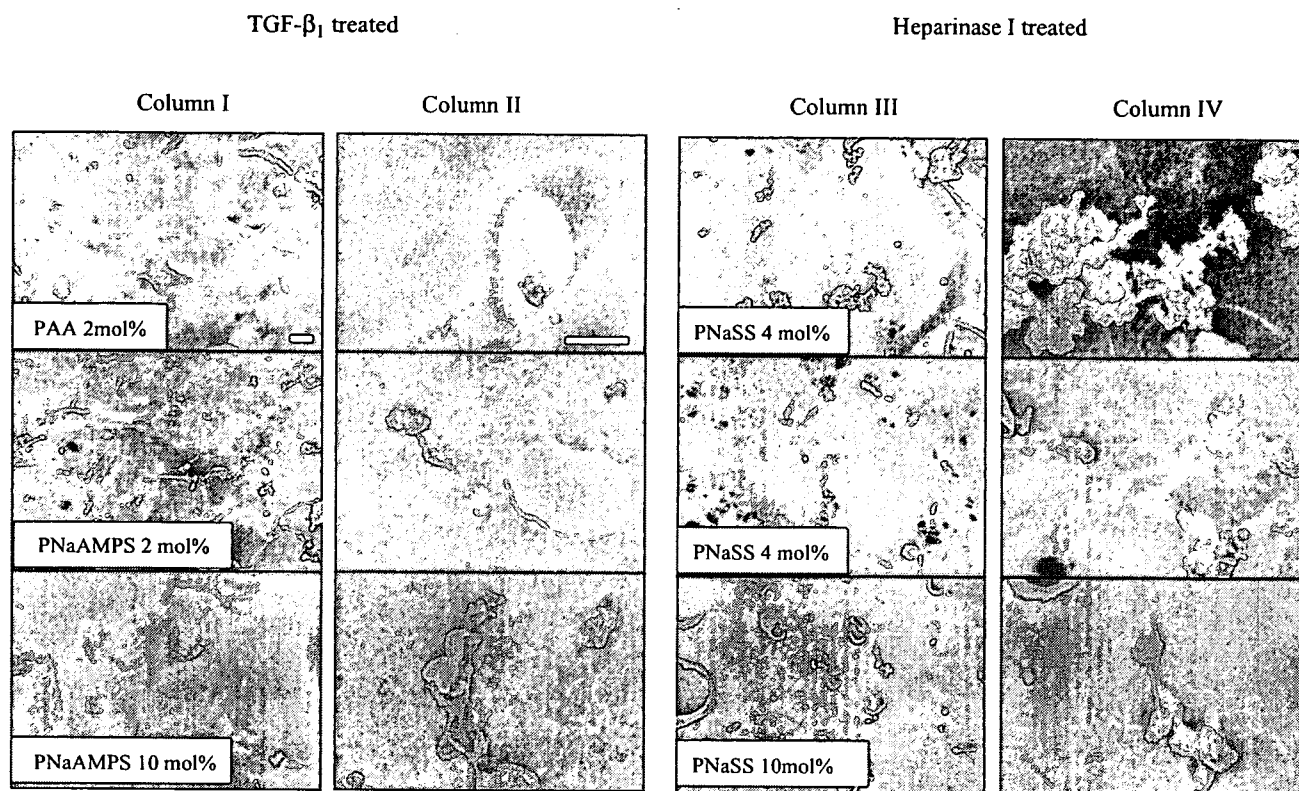 TGF-β₁ treated
Heparinase I treated
Column I
Column II
Column III
Column IV
PAA 2mol%
PNaSS 4 mol%
PNaAMPS 2 mol%
PNaSS 4 mol%
PNaAMPS 10 mol%
PNaSS 10mol%